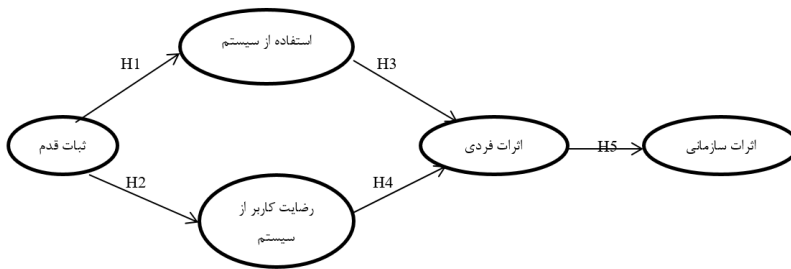 استفاده از سیستم
H1
H3
ثبات قدم
اثرات فردی
H5
اثرات سازمانی
H2
H4
رضایت کاربر از
سیستم